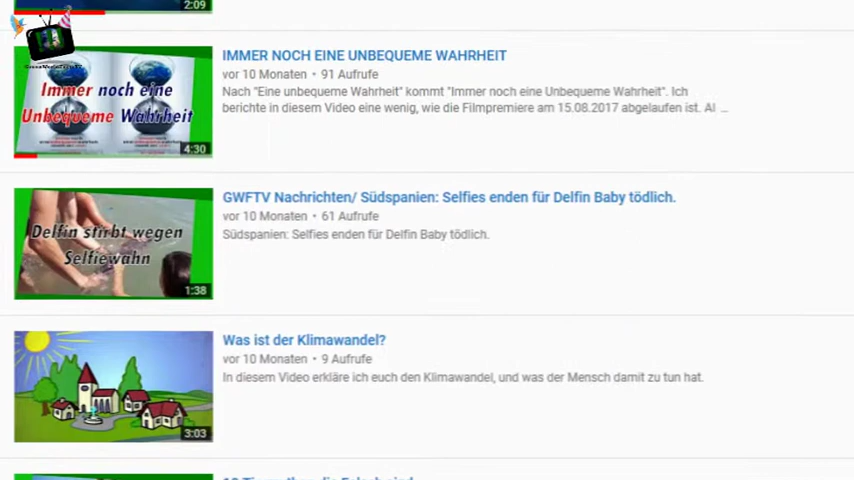 2:09
IMMER NOCH EINE UNBEQUEME WAHRHEIT
vor 10 Monaten • 91 Aufrufe
Nach "Eine unbequeme Wahrheit" kommt "Immer noch eine Unbequeme Wahrheit". Ich
berichte in diesem Video eine wenig, wie die Filmpremiere am 15.08.2017 abgelaufen ist. Al ...
Immer noch eine
Unbequeme Wahrheit
4:30
GWFTV Nachrichten/ Südspanien: Selfies enden für Delfin Baby tödlich.
vor 10 Monaten • 61 Aufrufe
Südspanien: Selfies enden für Delfin Baby tödlich.
Delfin stirbt wegen
Selfiewahn
1:38
Was ist der Klimawandel?
vor 10 Monaten • 9 Aufrufe
In diesem Video erkläre ich euch den Klimawandel, und was der Mensch damit zu tun hat.
3:03